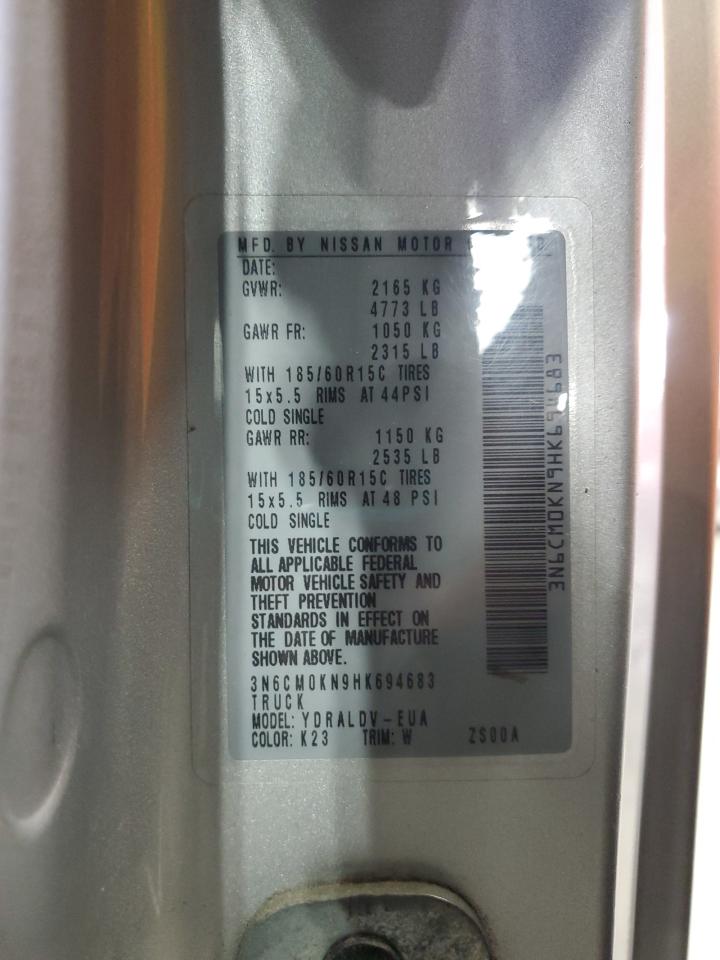 MFD. BY NISSAN MOTOR
DATE:
GVWR: 2165 KG
4773 LB
GAWR FR: 1050 KG
2315 LB
WITH 185/60R15C TIRES
15x5.5 RIMS AT 44PSI
COLD SINGLE
GAWR RR: 1150 KG
2535 LB
WITH 185/60R15C TIRES
15x5.5 RIMS AT 48 PSI
COLD SINGLE
THIS VEHICLE CONFORMS TO
ALL APPLICABLE FEDERAL
MOTOR VEHICLE SAFETY AND
THEFT PREVENTION
STANDARDS IN EFFECT ON
THE DATE OF MANUFACTURE
SHOWN ABOVE.
3N6CM0KN9HK694683
TRUCK
MODEL: YDRALDV-EUA
COLOR: K23 TRIM: W ZS00A
3N6CM0KN9HK694683